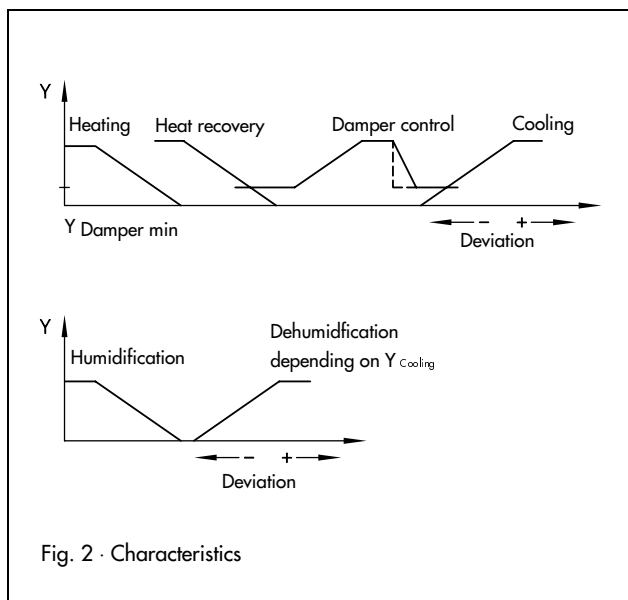 Y
Heating Heat recovery Damper control Cooling
Y Damper min
− +
Deviation
Y
Humidification
Dehumidfication
depending on Y Cooling
− +
Deviation
Fig. 2 · Characteristics